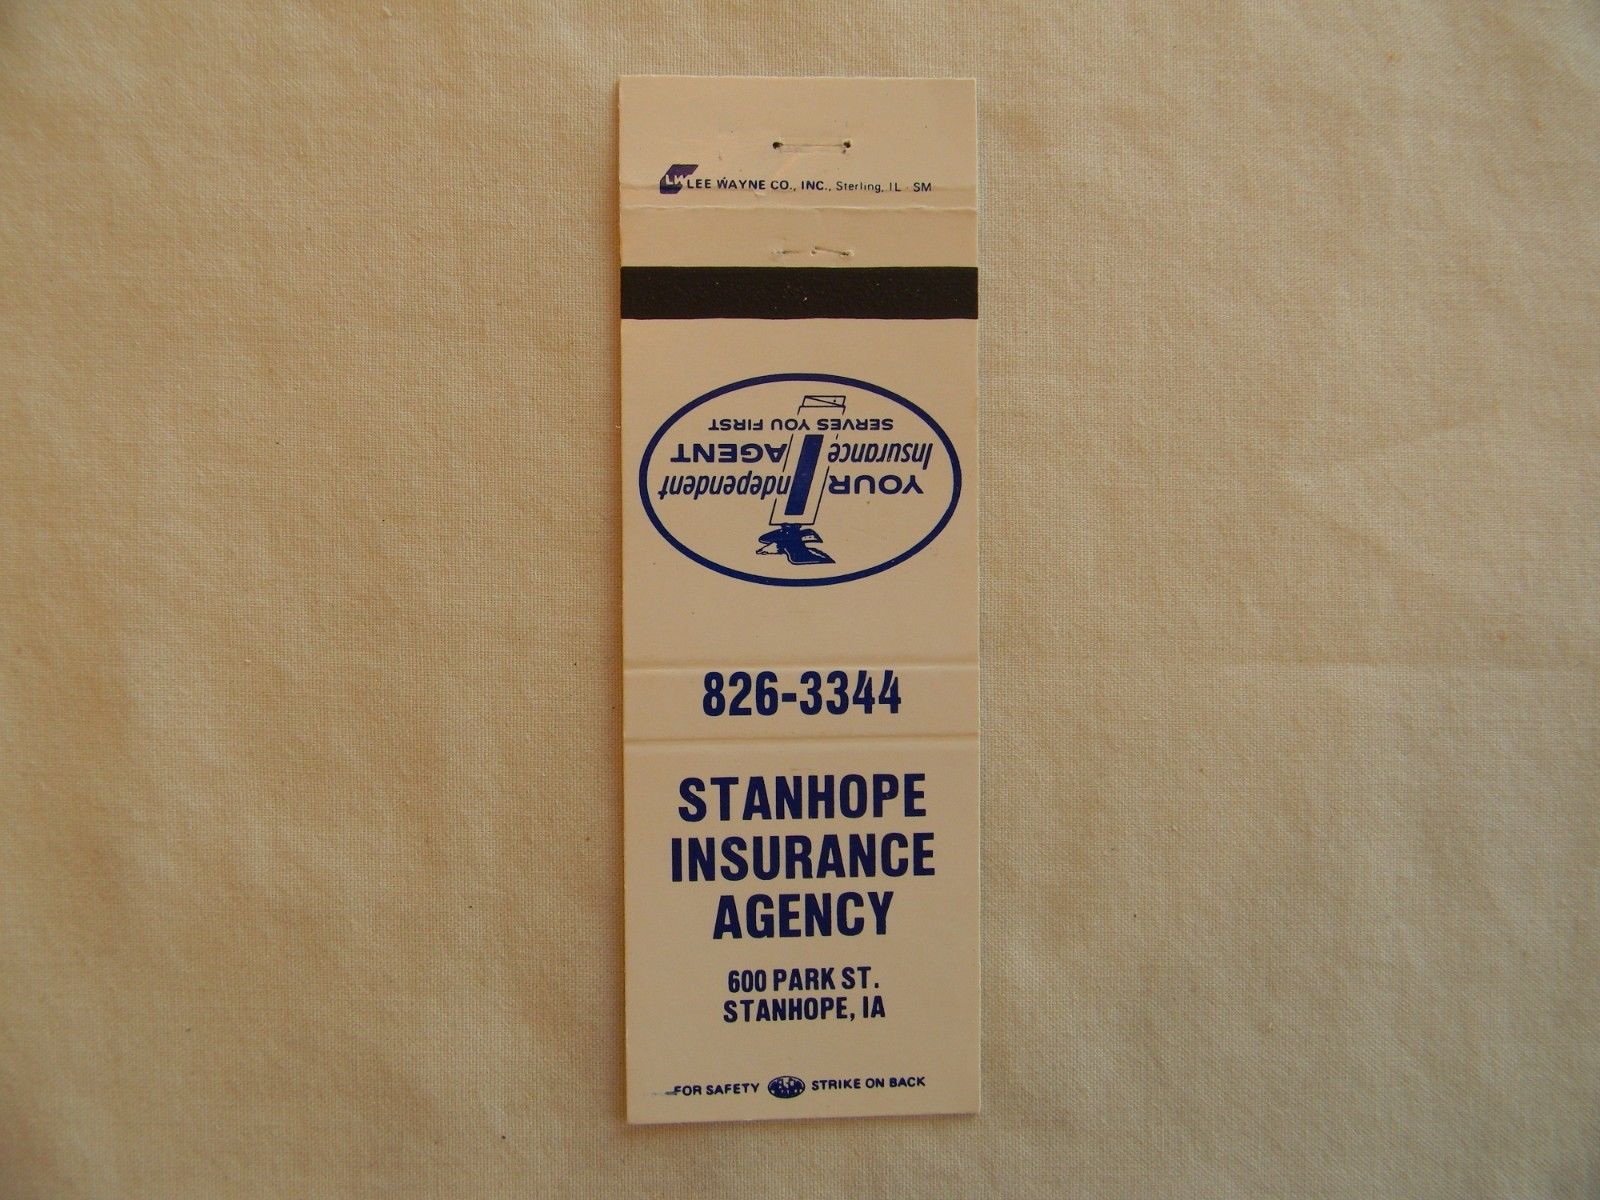 LW LEE WAYNE CO., INC., Sterling, IL SM
YOUR Independent
Insurance AGENT
SERVES YOU FIRST
826-3344
STANHOPE
INSURANCE
AGENCY
600 PARK ST.
STANHOPE, IA
FOR SAFETY STRIKE ON BACK